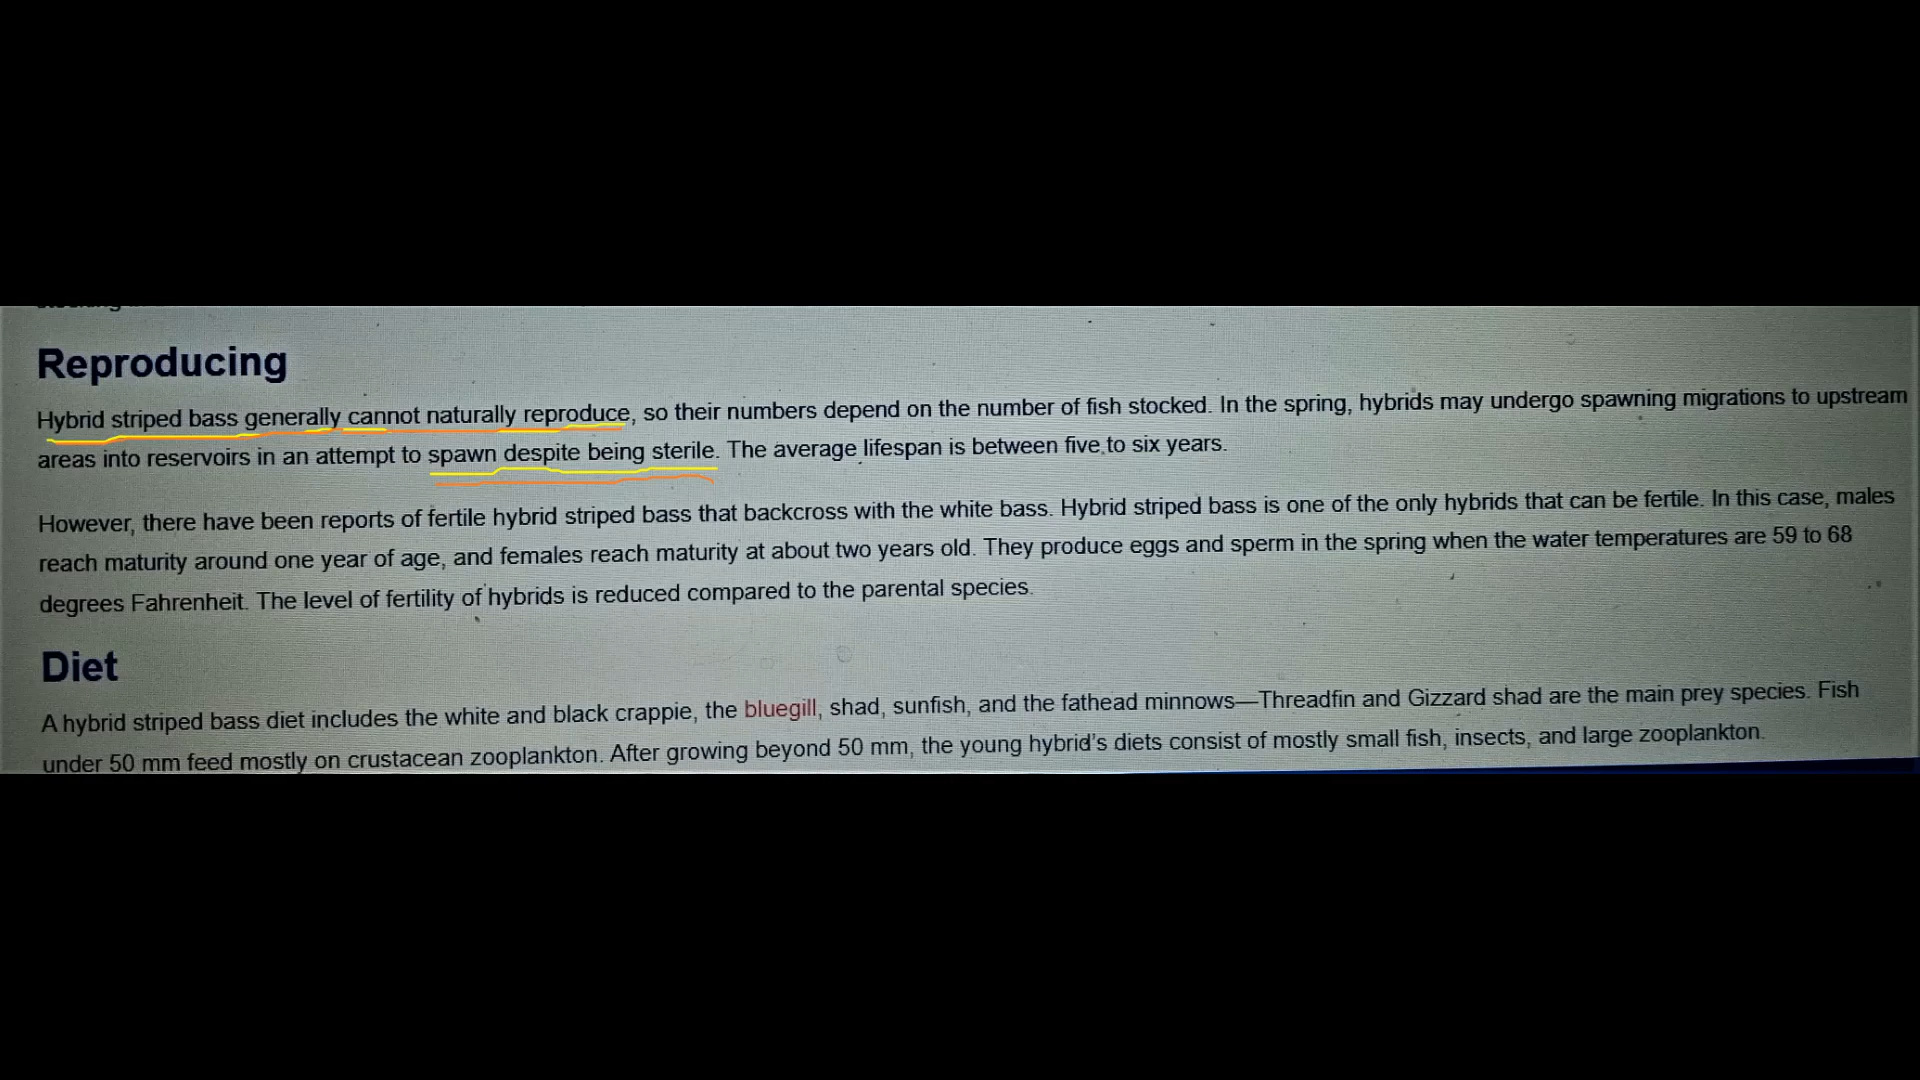 Reproducing
Hybrid striped bass generally cannot naturally reproduce, so their numbers depend on the number of fish stocked. In the spring, hybrids may undergo spawning migrations to upstream
areas into reservoirs in an attempt to spawn despite being sterile. The average lifespan is between five to six years.
However, there have been reports of fertile hybrid striped bass that backcross with the white bass. Hybrid striped bass is one of the only hybrids that can be fertile. In this case, males
reach maturity around one year of age, and females reach maturity at about two years old. They produce eggs and sperm in the spring when the water temperatures are 59 to 68
degrees Fahrenheit. The level of fertility of hybrids is reduced compared to the parental species.
Diet
A hybrid striped bass diet includes the white and black crappie, the bluegill, shad, sunfish, and the fathead minnows—Threadfin and Gizzard shad are the main prey species. Fish
under 50 mm feed mostly on crustacean zooplankton. After growing beyond 50 mm, the young hybrid's diets consist of mostly small fish, insects, and large zooplankton.